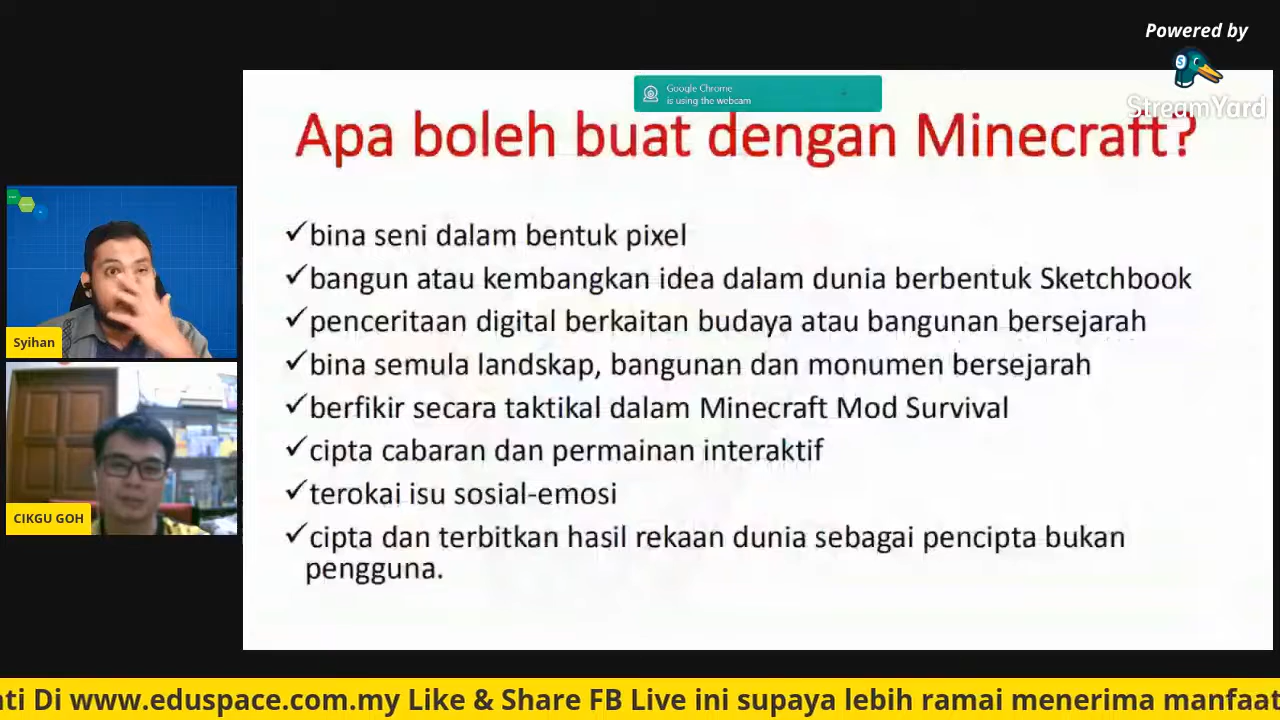 Powered by
StreamYard
Google Chrome
is using the webcam
Apa boleh buat dengan Minecraft?
✓bina seni dalam bentuk pixel
✓bangun atau kembangkan idea dalam dunia berbentuk Sketchbook
✓penceritaan digital berkaitan budaya atau bangunan bersejarah
✓bina semula landskap, bangunan dan monumen bersejarah
✓berfikir secara taktikal dalam Minecraft Mod Survival
✓cipta cabaran dan permainan interaktif
✓terokai isu sosial-emosi
✓cipta dan terbitkan hasil rekaan dunia sebagai pencipta bukan
pengguna.
Syihan
CIKGU GOH
ati Di www.eduspace.com.my Like & Share FB Live ini supaya lebih ramai menerima manfaat